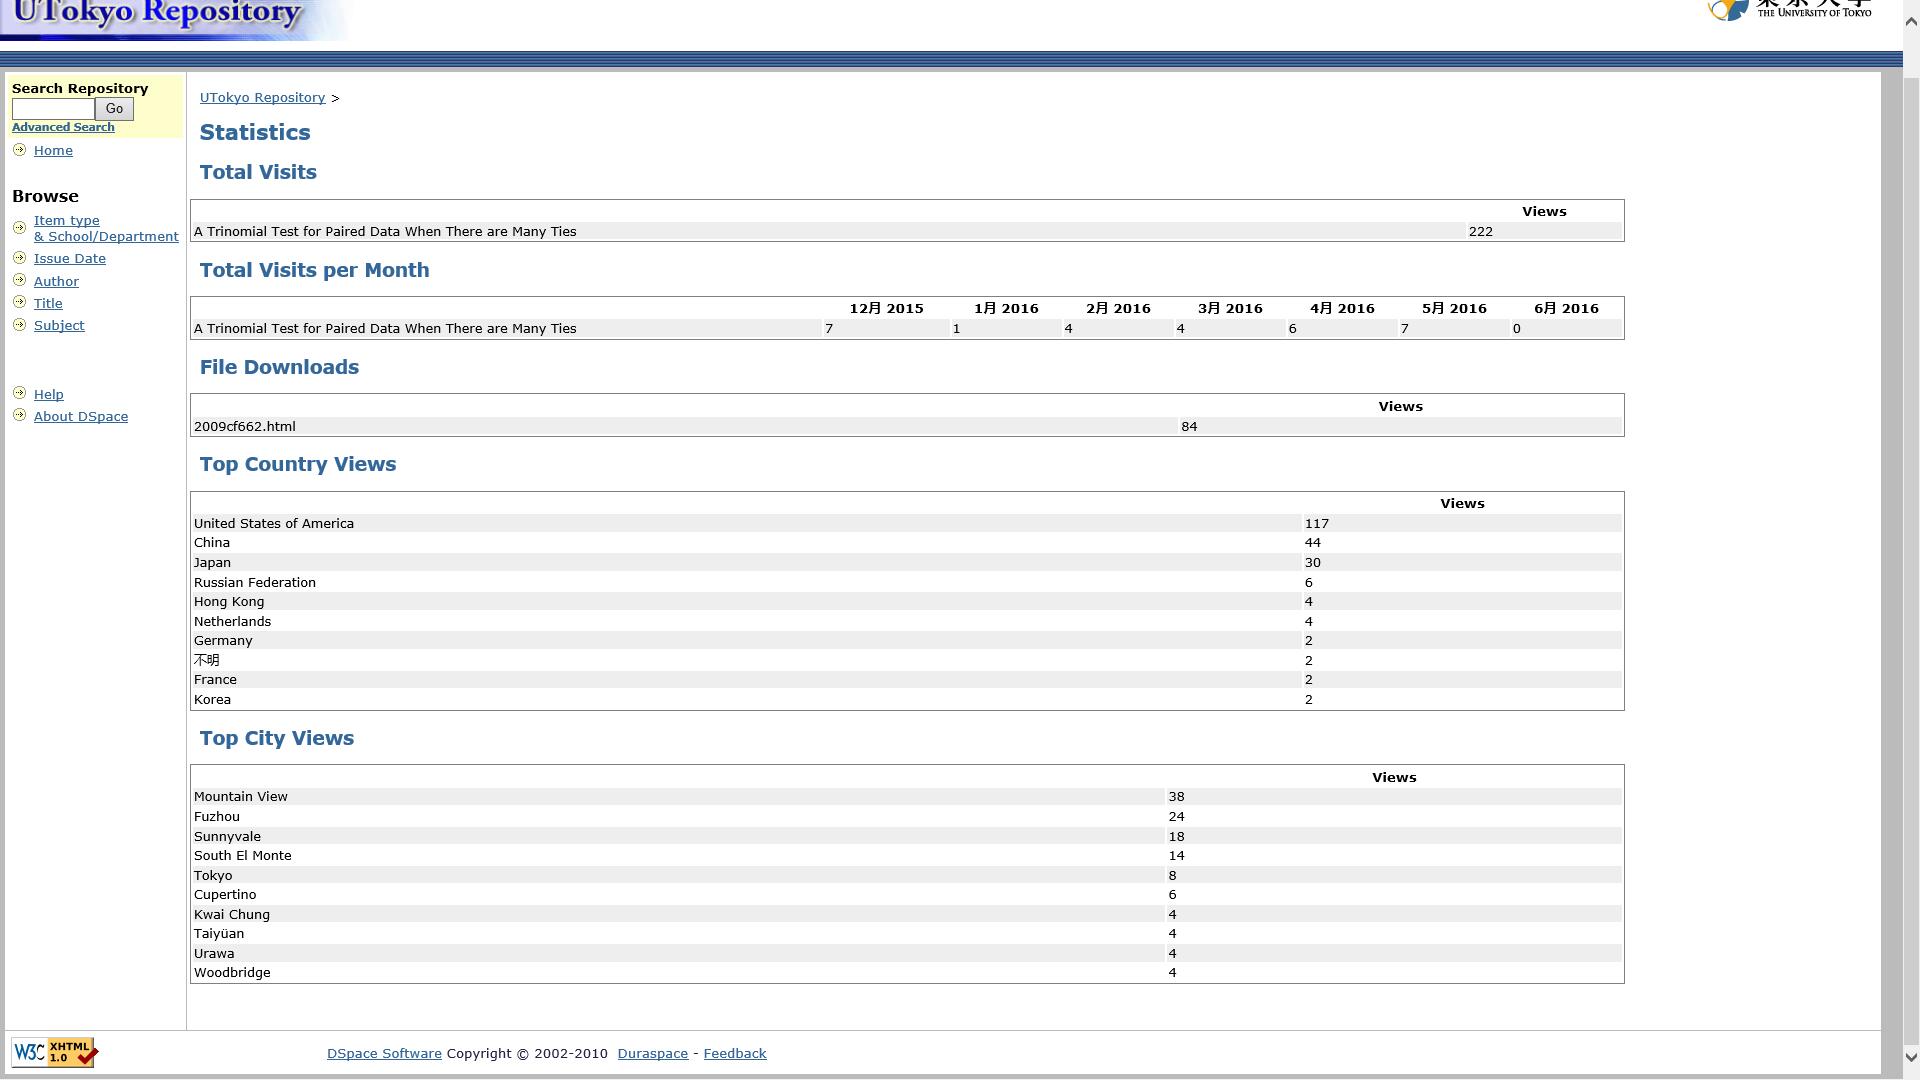 UTokyo Repository
東京大学
THE UNIVERSITY OF TOKYO
Search Repository
Go
Advanced Search
Home
Browse
Item type
& School/Department
Issue Date
Author
Title
Subject
Help
About DSpace
UTokyo Repository >
Statistics
Total Visits
Views
A Trinomial Test for Paired Data When There are Many Ties 222
Total Visits per Month
12月 2015 1月 2016 2月 2016 3月 2016 4月 2016 5月 2016 6月 2016
A Trinomial Test for Paired Data When There are Many Ties 7 1 4 4 6 7 0
File Downloads
Views
2009cf662.html 84
Top Country Views
Views
United States of America 117
China 44
Japan 30
Russian Federation 6
Hong Kong 4
Netherlands 4
Germany 2
不明 2
France 2
Korea 2
Top City Views
Views
Mountain View 38
Fuzhou 24
Sunnyvale 18
South El Monte 14
Tokyo 8
Cupertino 6
Kwai Chung 4
Taiyüan 4
Urawa 4
Woodbridge 4
W3C XHTML 1.0
DSpace Software Copyright © 2002-2010 Duraspace - Feedback